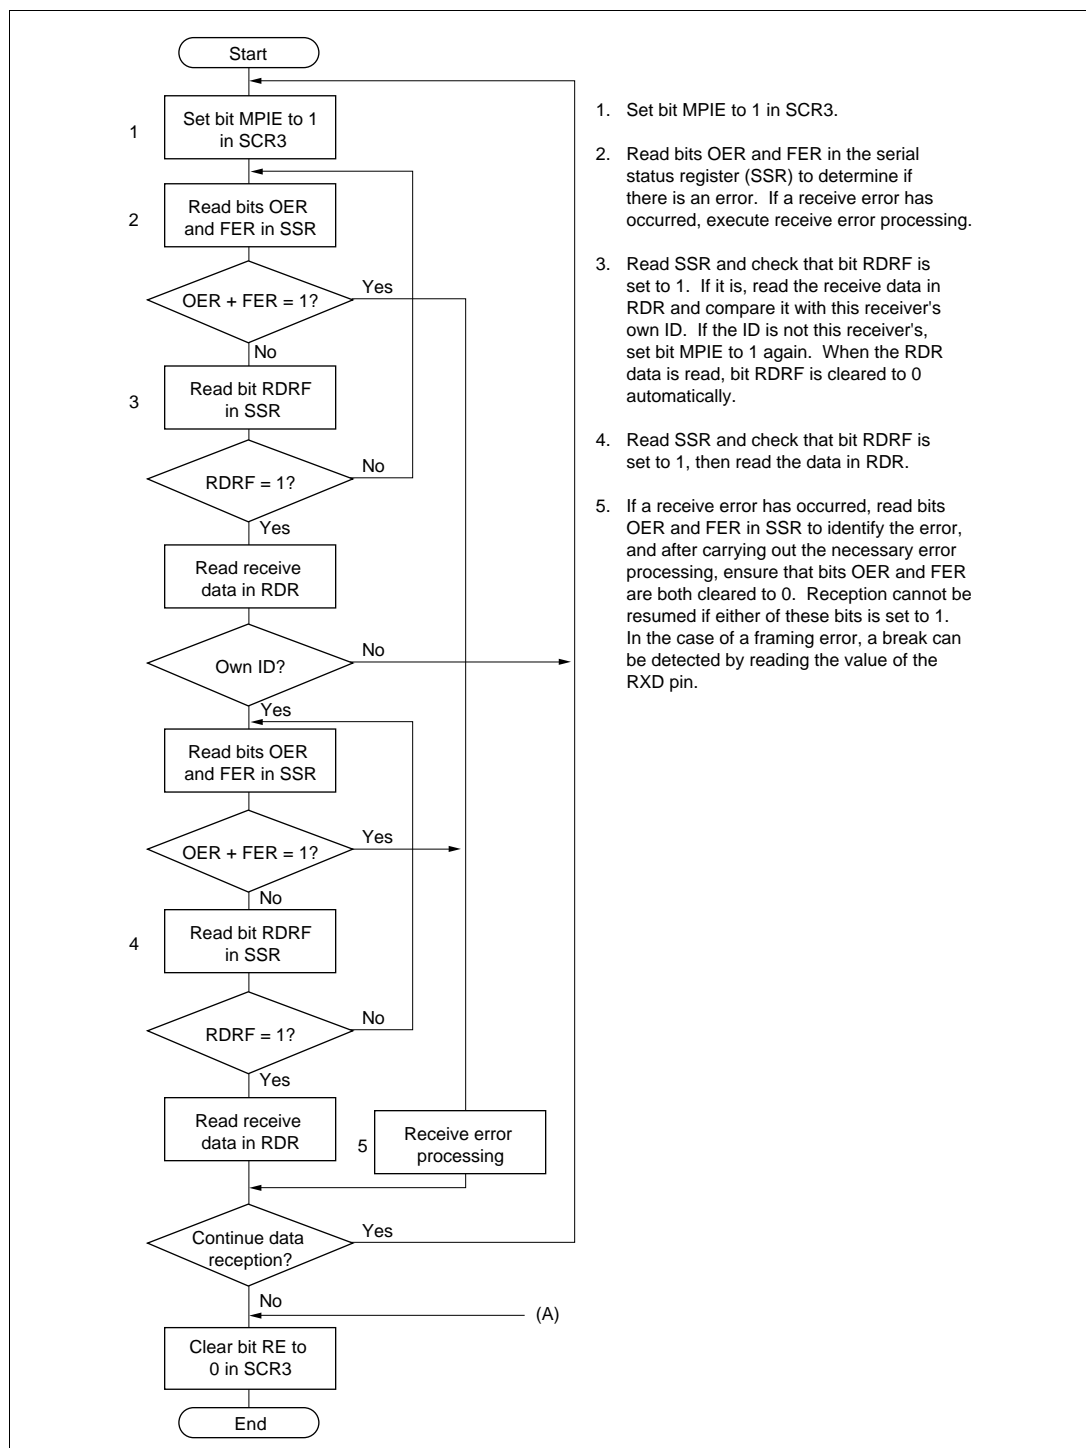 Start
1
Set bit MPIE to 1
in SCR3
2
Read bits OER
and FER in SSR
OER + FER = 1?
Yes
No
3
Read bit RDRF
in SSR
RDRF = 1?
No
Yes
Read receive
data in RDR
Own ID?
No
Yes
Read bits OER
and FER in SSR
OER + FER = 1?
Yes
No
4
Read bit RDRF
in SSR
RDRF = 1?
No
Yes
Read receive
data in RDR
5
Receive error
processing
Continue data
reception?
Yes
No
(A)
Clear bit RE to
0 in SCR3
End
1. Set bit MPIE to 1 in SCR3.
2. Read bits OER and FER in the serial
status register (SSR) to determine if
there is an error. If a receive error has
occurred, execute receive error processing.
3. Read SSR and check that bit RDRF is
set to 1. If it is, read the receive data in
RDR and compare it with this receiver's
own ID. If the ID is not this receiver's,
set bit MPIE to 1 again. When the RDR
data is read, bit RDRF is cleared to 0
automatically.
4. Read SSR and check that bit RDRF is
set to 1, then read the data in RDR.
5. If a receive error has occurred, read bits
OER and FER in SSR to identify the error,
and after carrying out the necessary error
processing, ensure that bits OER and FER
are both cleared to 0. Reception cannot be
resumed if either of these bits is set to 1.
In the case of a framing error, a break can
be detected by reading the value of the
RXD pin.